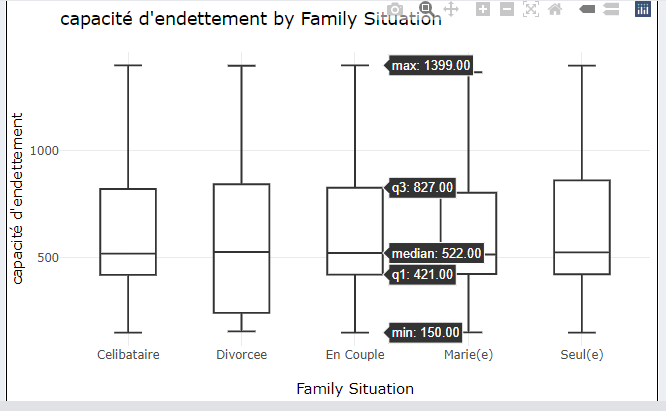 capacité d'endettement by Family Situation
capacité d'endettement
1000
500
max: 1399.00
q3: 827.00
median: 522.00
q1: 421.00
min: 150.00
Celibataire
Divorcee
En Couple
Marie(e)
Seul(e)
Family Situation